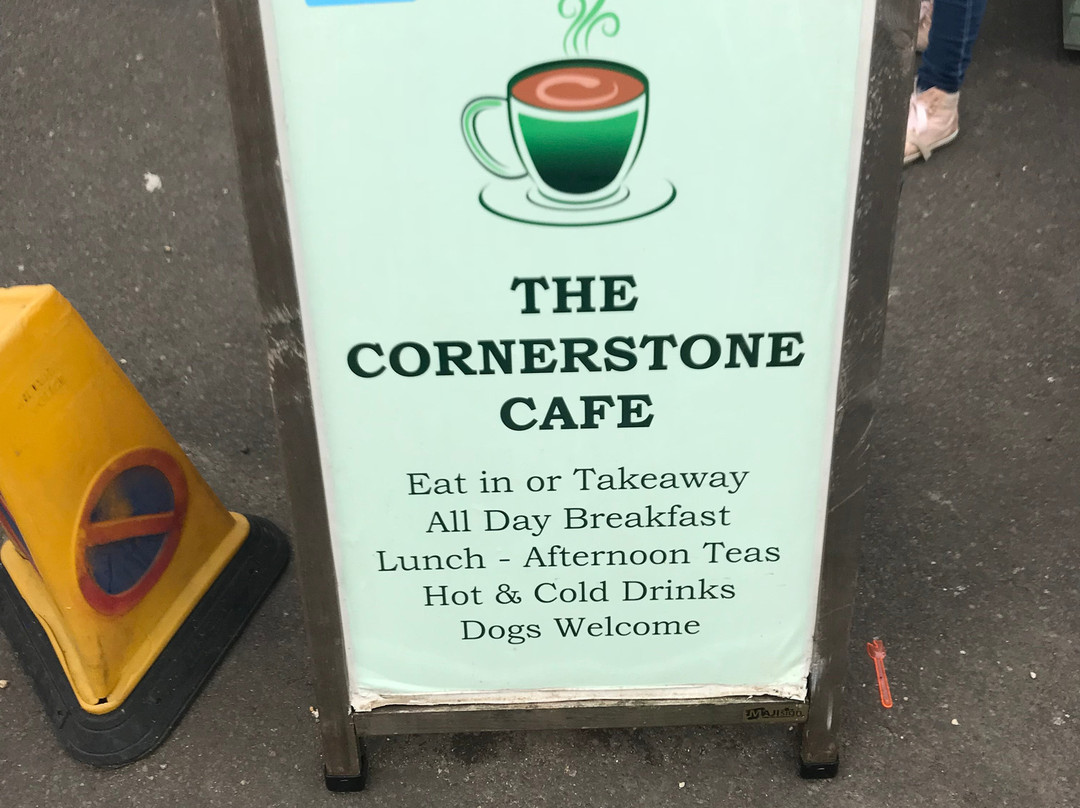 THE
CORNERSTONE
CAFE
Eat in or Takeaway
All Day Breakfast
Lunch - Afternoon Teas
Hot & Cold Drinks
Dogs Welcome